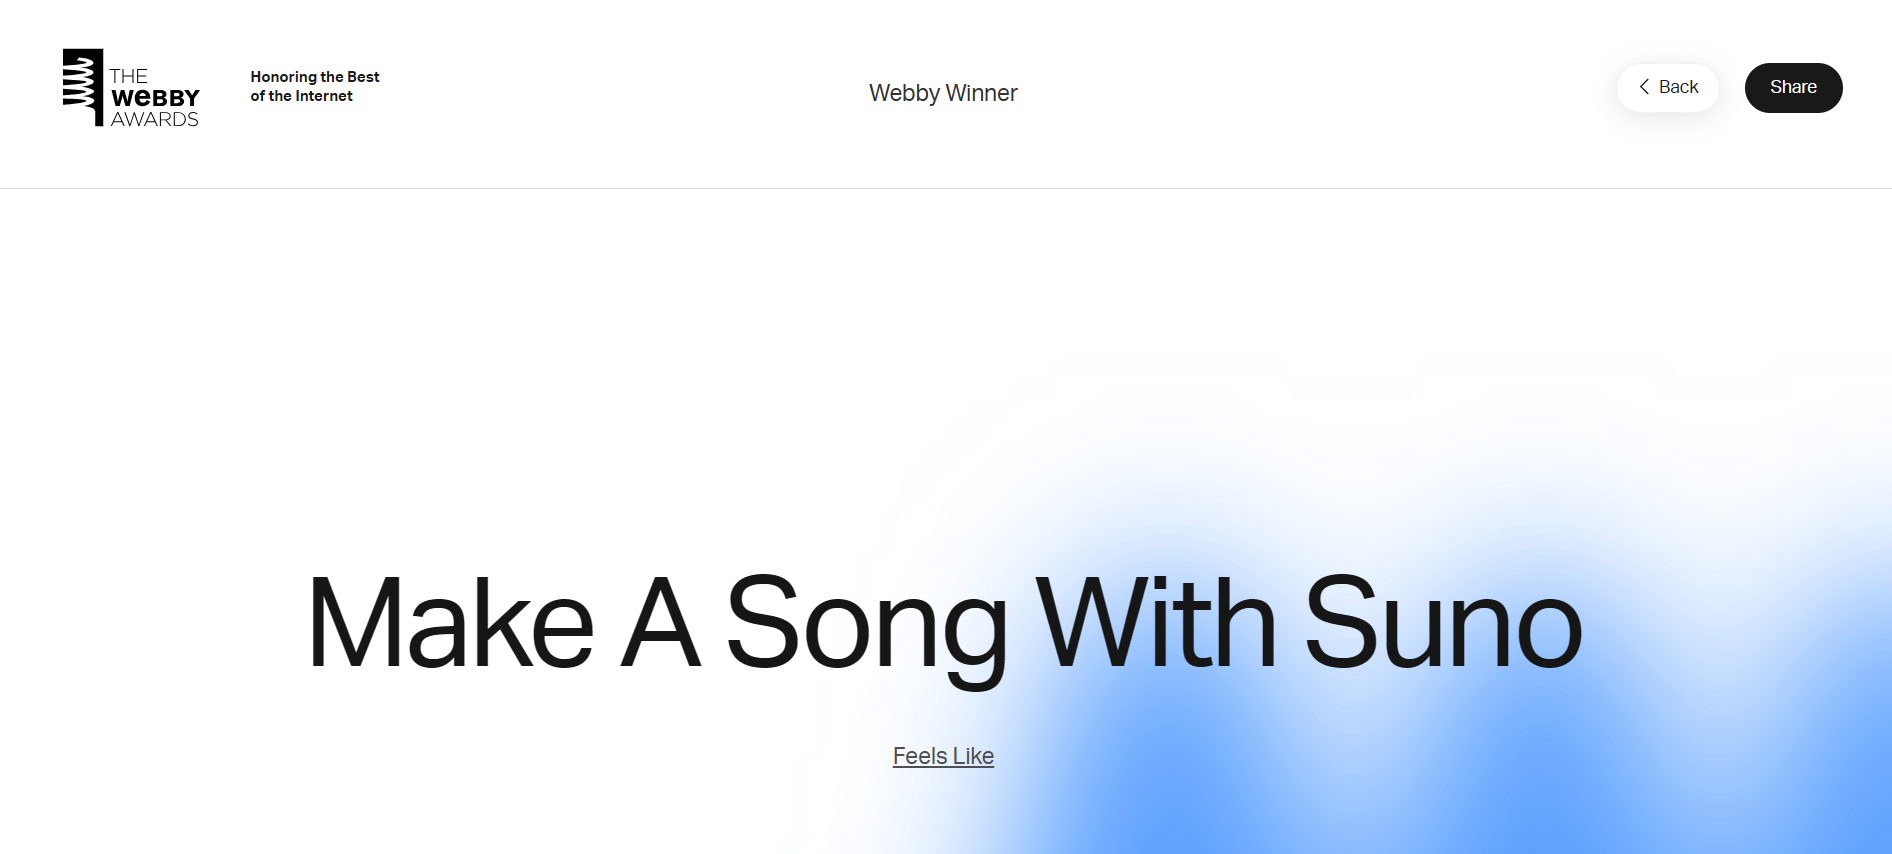 THE
WEBBY
AWARDS
Honoring the Best
of the Internet
Webby Winner
Back
Share
Make A Song With Suno
Feels Like